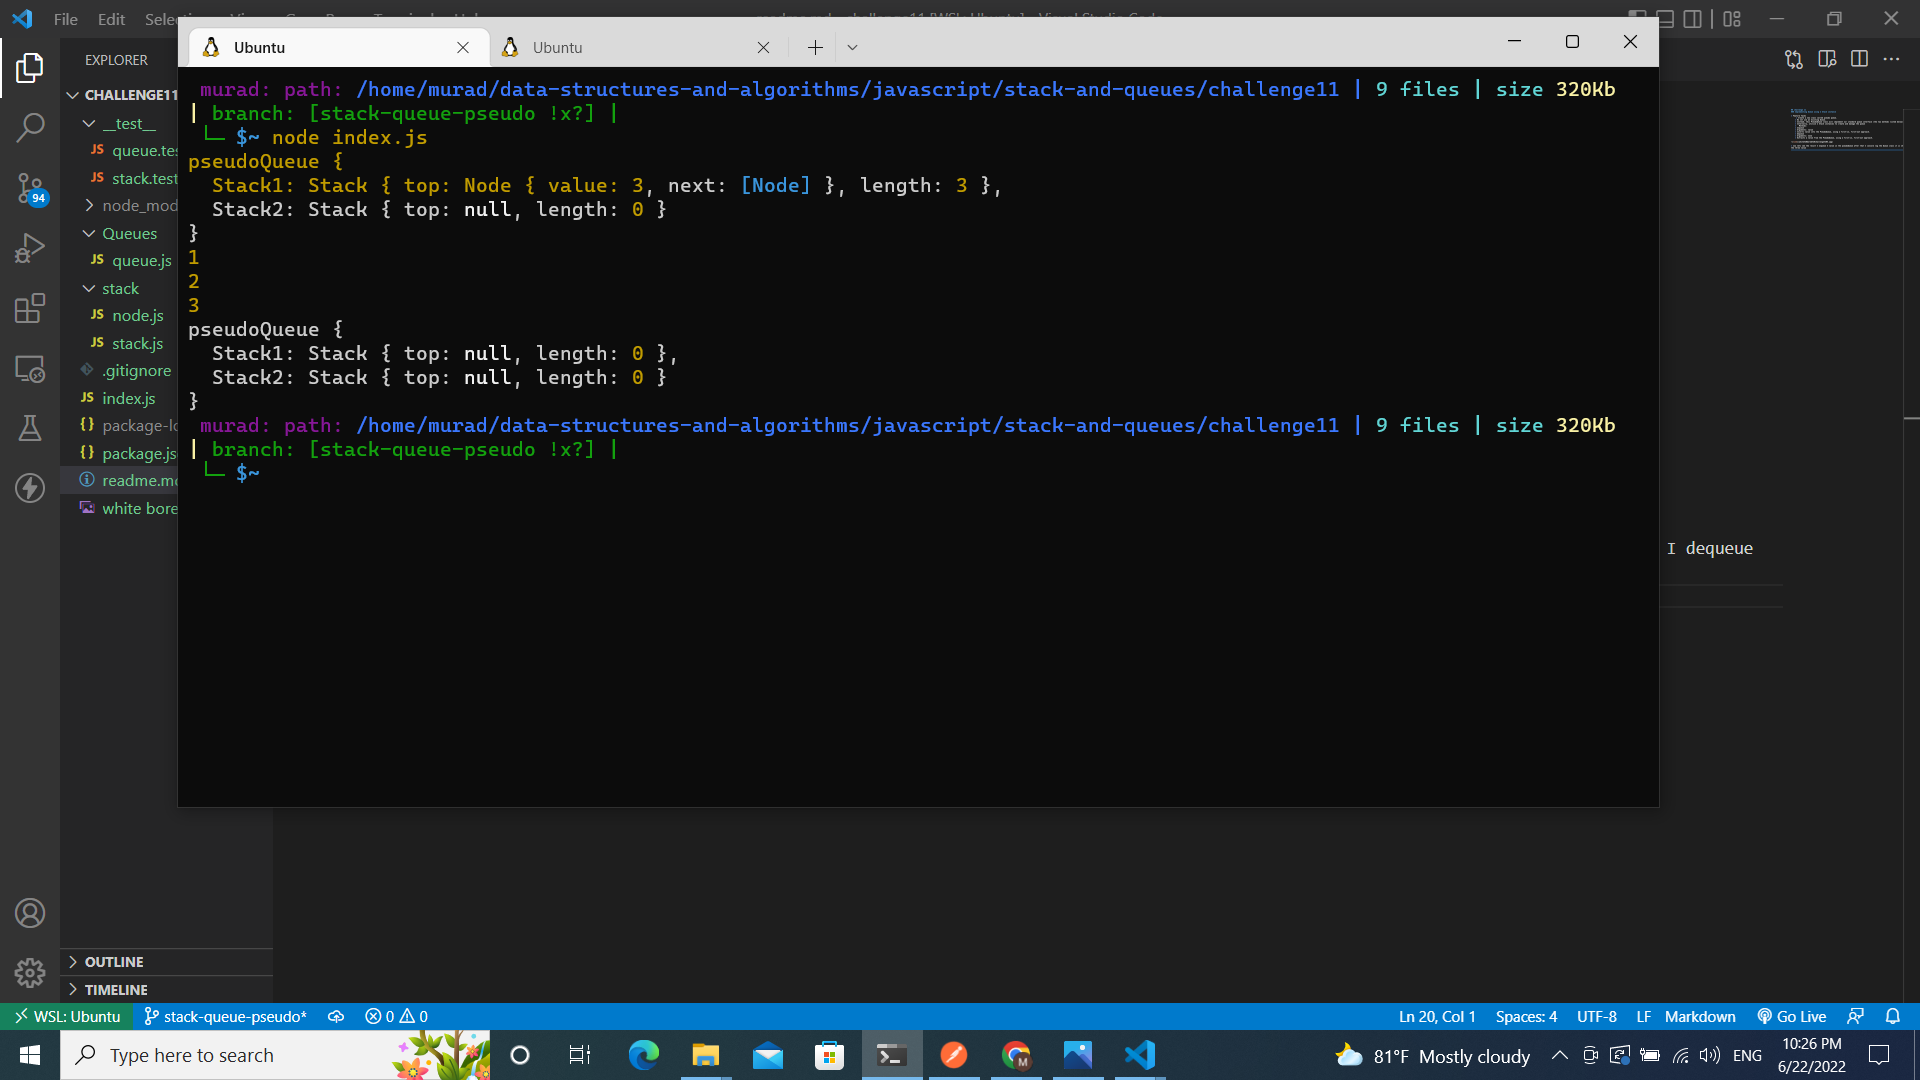 File Edit
Ubuntu
Ubuntu
EXPLORER
CHALLENGE11
__test__
JS queue.tes
JS stack.test
node_mod
Queues
JS queue.js
stack
JS node.js
JS stack.js
.gitignore
JS index.js
{} package-lo
{} package.js
readme.md
white bore
94
OUTLINE
TIMELINE
murad: path: /home/murad/data-structures-and-algorithms/javascript/stack-and-queues/challenge11 | 9 files | size 320Kb
| branch: [stack-queue-pseudo !x?] |
└─ $~ node index.js
pseudoQueue {
Stack1: Stack { top: Node { value: 3, next: [Node] }, length: 3 },
Stack2: Stack { top: null, length: 0 }
}
1
2
3
pseudoQueue {
Stack1: Stack { top: null, length: 0 },
Stack2: Stack { top: null, length: 0 }
}
murad: path: /home/murad/data-structures-and-algorithms/javascript/stack-and-queues/challenge11 | 9 files | size 320Kb
| branch: [stack-queue-pseudo !x?] |
└─ $~
I dequeue
WSL: Ubuntu stack-queue-pseudo* 0 0 Ln 20, Col 1 Spaces: 4 UTF-8 LF Markdown Go Live
Type here to search
81°F Mostly cloudy
ENG
10:26 PM
6/22/2022